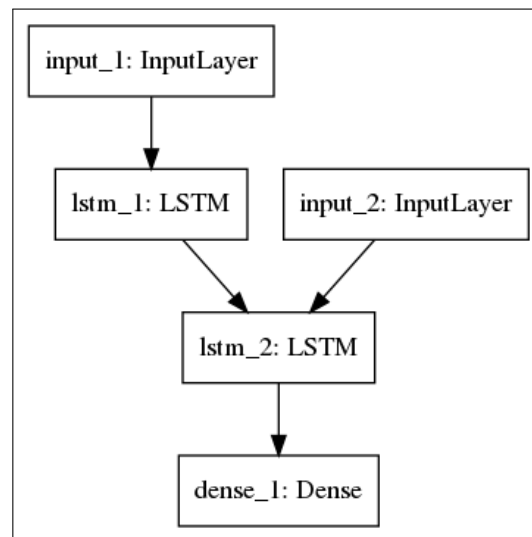 input_1: InputLayer
lstm_1: LSTM
input_2: InputLayer
lstm_2: LSTM
dense_1: Dense